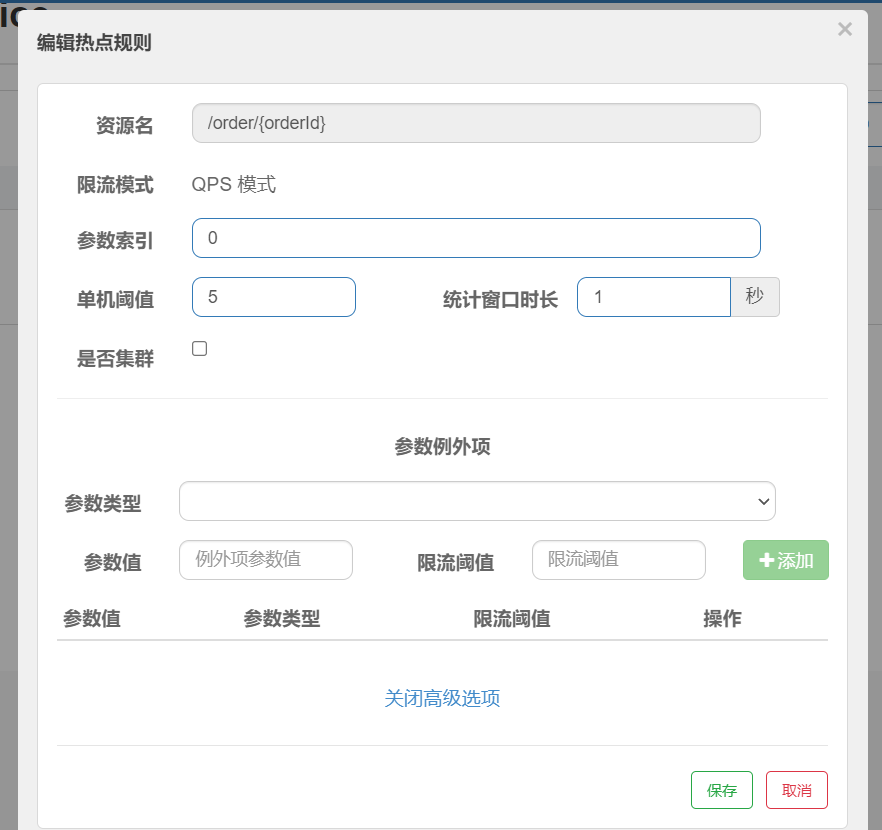 编辑热点规则 ×
资源名 /order/{orderId}
限流模式 QPS 模式
参数索引 0
单机阈值 5 统计窗口时长 1 秒
是否集群
参数例外项
参数类型
参数值 例外项参数值 限流阈值 限流阈值 添加
参数值 参数类型 限流阈值 操作
关闭高级选项
保存 取消